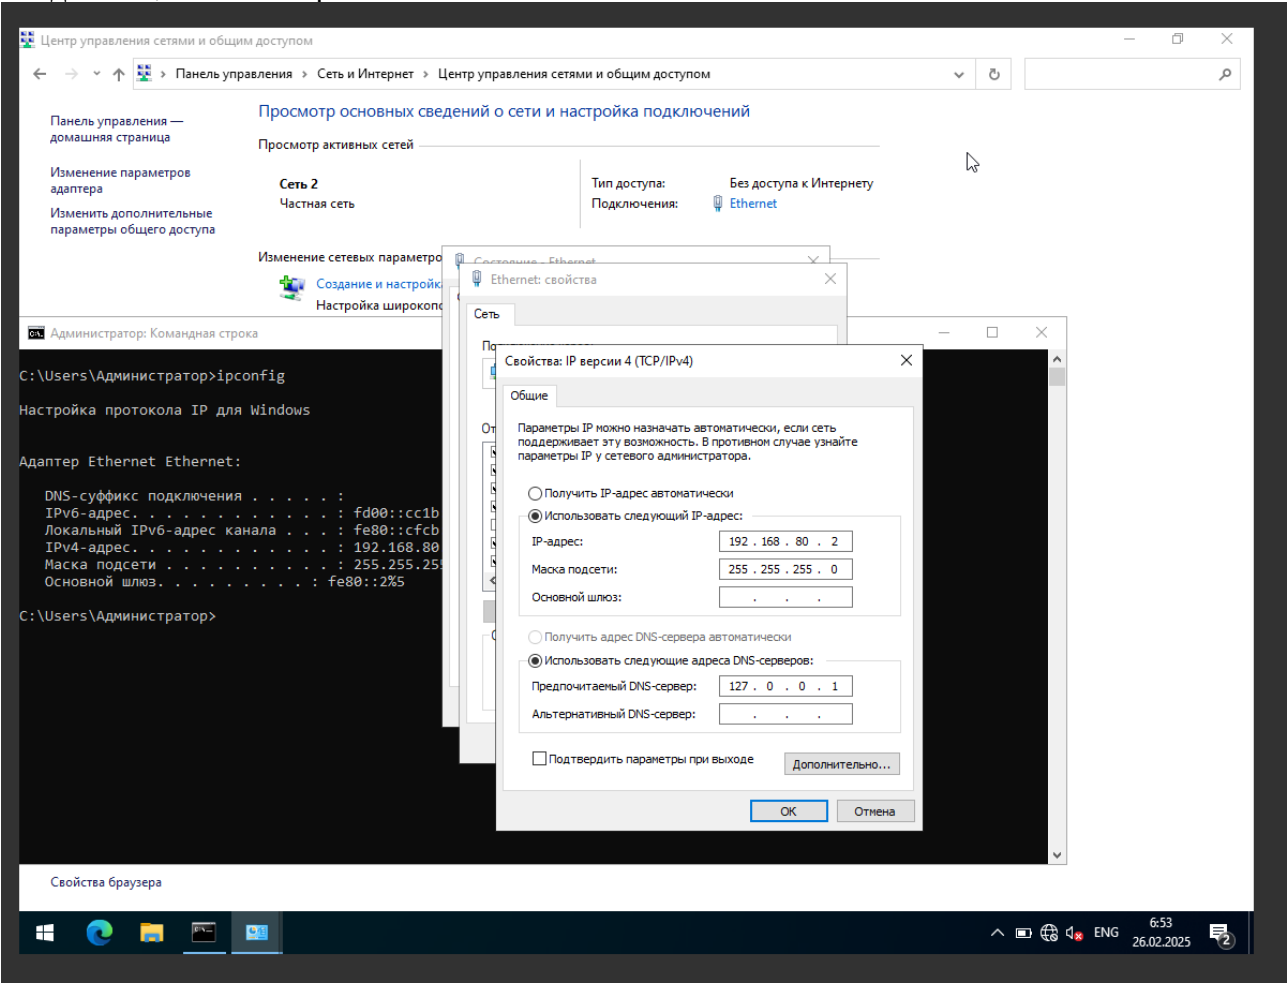 Центр управления сетями и общим доступом
Панель управления › Сеть и Интернет › Центр управления сетями и общим доступом
Панель управления —
домашняя страница
Изменение параметров
адаптера
Изменить дополнительные
параметры общего доступа
Просмотр основных сведений о сети и настройка подключений
Просмотр активных сетей
Сеть 2
Частная сеть
Тип доступа: Без доступа к Интернету
Подключения: Ethernet
Изменение сетевых параметро
Создание и настройк
Настройка широкопо
Состояние - Ethernet
Ethernet: свойства
Сеть
Администратор: Командная строка
C:\Users\Администратор>ipconfig
Настройка протокола IP для Windows
Адаптер Ethernet Ethernet:
DNS-суффикс подключения . . . . . :
IPv6-адрес. . . . . . . . . . . . : fd00::cc1b
Локальный IPv6-адрес канала . . . : fe80::cfcb
IPv4-адрес. . . . . . . . . . . . : 192.168.80
Маска подсети . . . . . . . . . . : 255.255.25
Основной шлюз. . . . . . . . . : fe80::2%5
C:\Users\Администратор>
Свойства: IP версии 4 (TCP/IPv4)
Общие
Параметры IP можно назначать автоматически, если сеть
поддерживает эту возможность. В противном случае узнайте
параметры IP у сетевого администратора.
Получить IP-адрес автоматически
Использовать следующий IP-адрес:
IP-адрес: 192 . 168 . 80 . 2
Маска подсети: 255 . 255 . 255 . 0
Основной шлюз: . . .
Получить адрес DNS-сервера автоматически
Использовать следующие адреса DNS-серверов:
Предпочитаемый DNS-сервер: 127 . 0 . 0 . 1
Альтернативный DNS-сервер: . . .
Подтвердить параметры при выходе
Дополнительно...
OK Отмена
Свойства браузера
ENG
6:53
26.02.2025
2